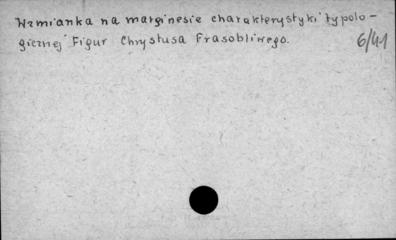 Wzmianka na marginesie charakterystyki typolo-
gicznej Figur Chrystusa Frasobliwego.
6/41